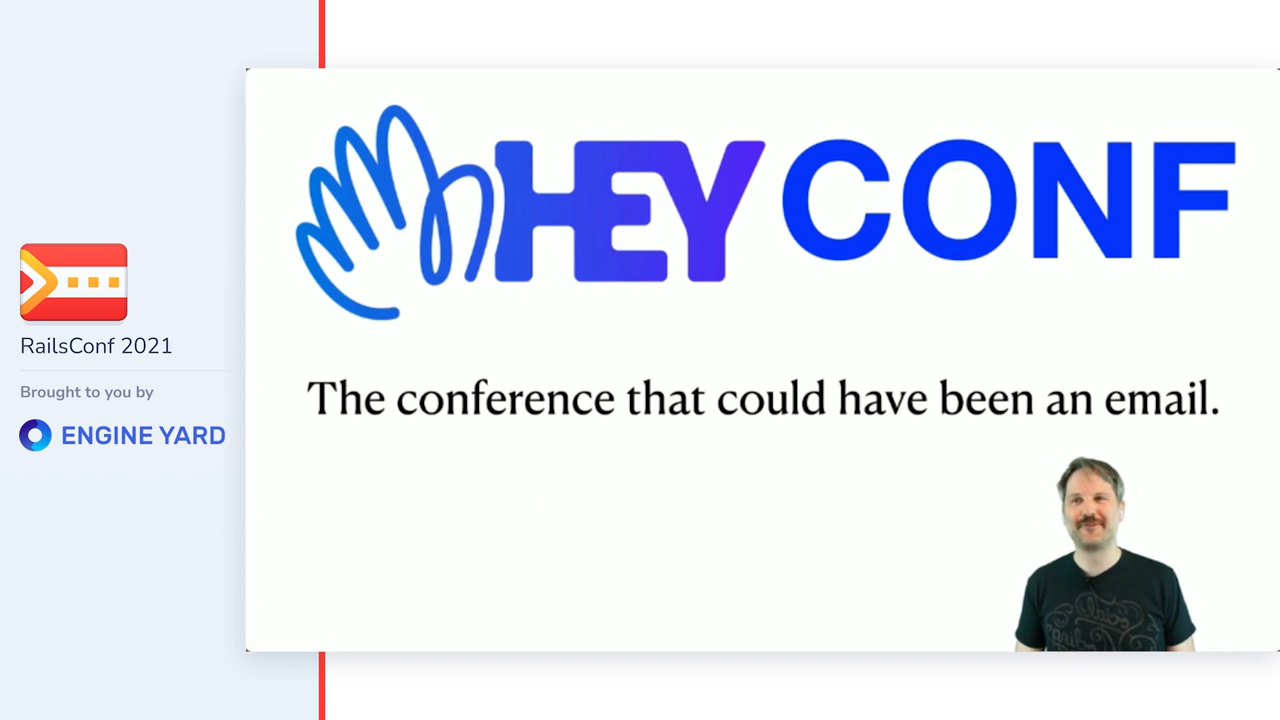 RailsConf 2021
Brought to you by
ENGINE YARD
HEY CONF
The conference that could have been an email.